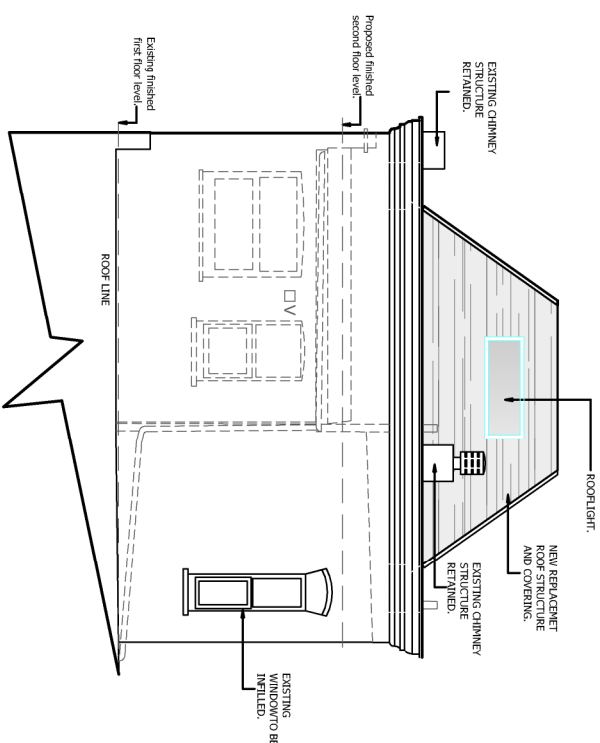 Existing finished
first floor level.
Proposed finished
second floor level.
EXISTING CHIMNEY
STRUCTURE
RETAINED.
ROOF LINE
V
ROOFLIGHT.
NEW REPLACEMET
ROOF STRUCTURE
AND COVERING.
EXISTING CHIMNEY
STRUCTURE
RETAINED.
EXISTING
WINDOWTO BE
INFILLED.